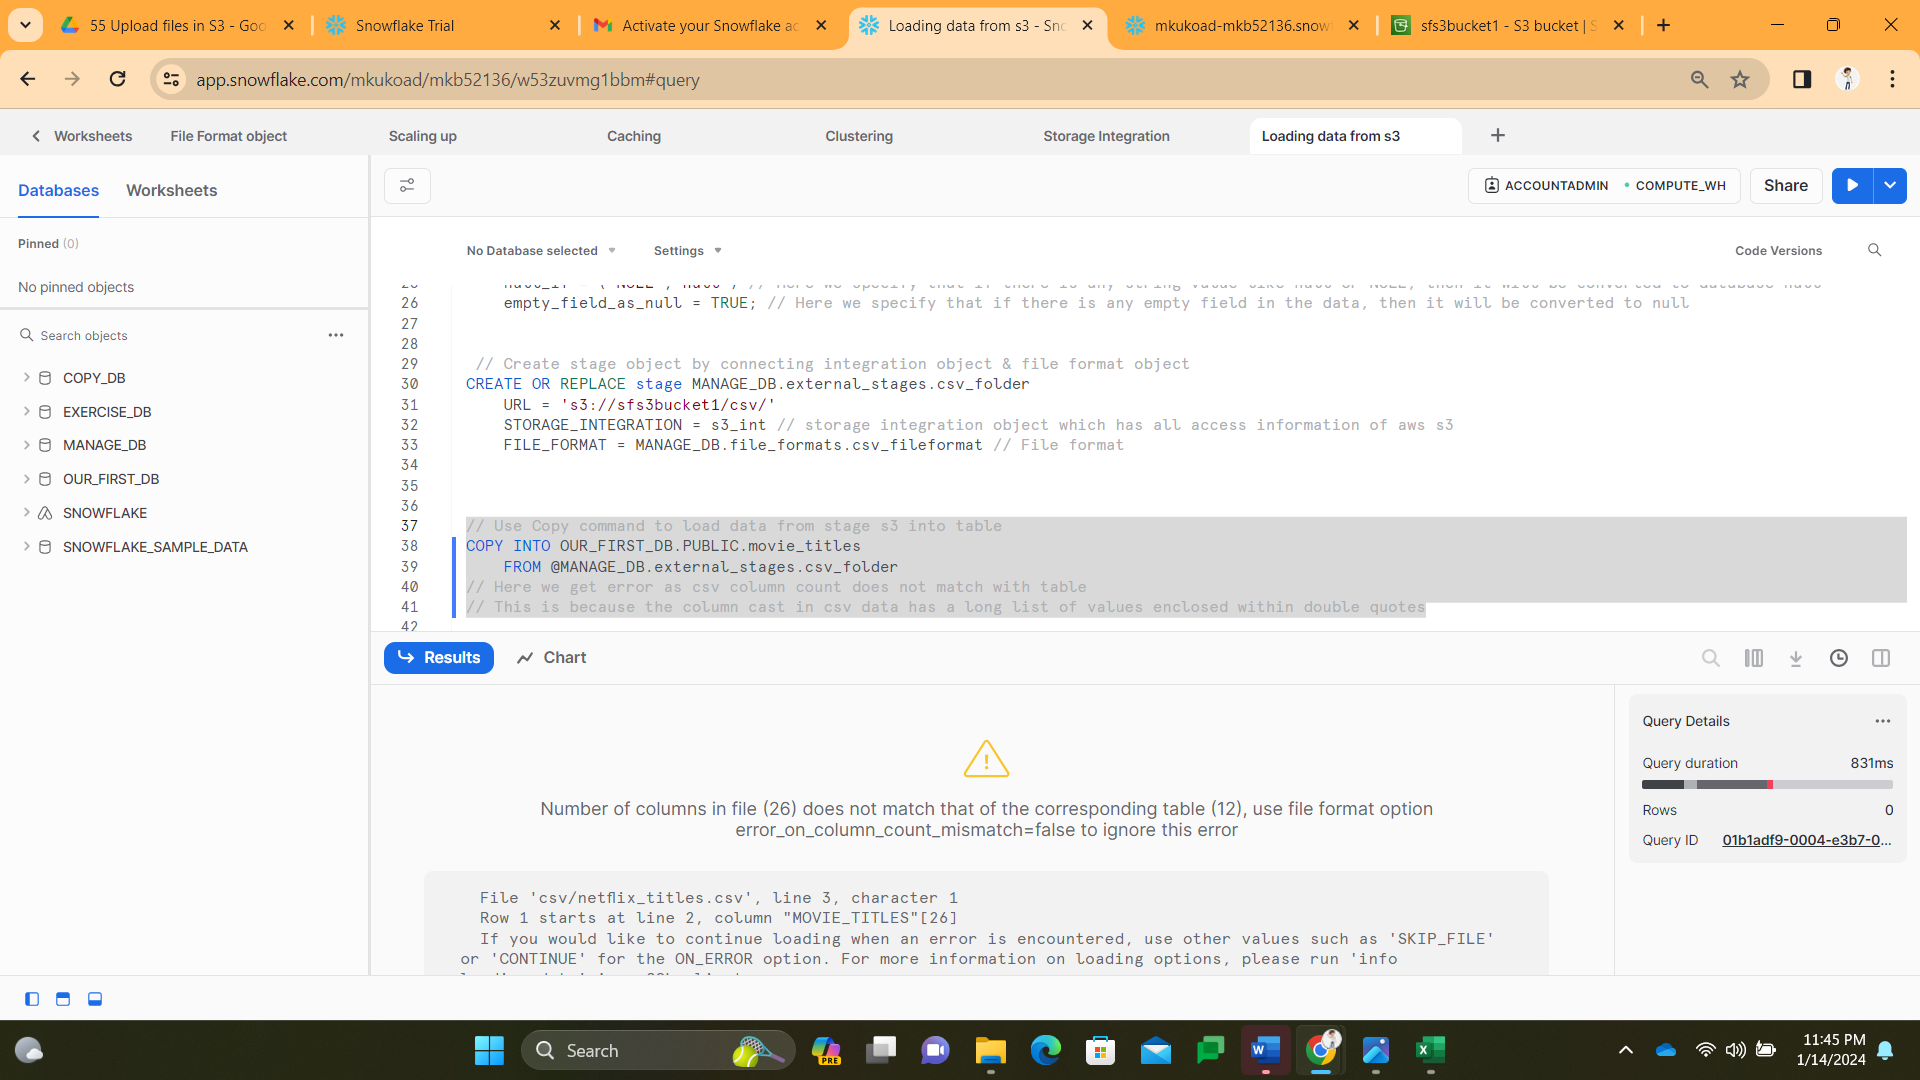 55 Upload files in S3 - Goo
Snowflake Trial
Activate your Snowflake ac
Loading data from s3 - Sno
mkukoad-mkb52136.snowf
sfs3bucket1 - S3 bucket | S
app.snowflake.com/mkukoad/mkb52136/w53zuvmg1bbm#query
Worksheets
File Format object
Scaling up
Caching
Clustering
Storage Integration
Loading data from s3
Databases
Worksheets
ACCOUNTADMIN
COMPUTE_WH
Share
Pinned (0)
No pinned objects
No Database selected
Settings
Code Versions
Search objects
COPY_DB
EXERCISE_DB
MANAGE_DB
OUR_FIRST_DB
SNOWFLAKE
SNOWFLAKE_SAMPLE_DATA
26 empty_field_as_null = TRUE; // Here we specify that if there is any empty field in the data, then it will be converted to null
27
28
29 // Create stage object by connecting integration object & file format object
30 CREATE OR REPLACE stage MANAGE_DB.external_stages.csv_folder
31 URL = 's3://sfs3bucket1/csv/'
32 STORAGE_INTEGRATION = s3_int // storage integration object which has all access information of aws s3
33 FILE_FORMAT = MANAGE_DB.file_formats.csv_fileformat // File format
34
35
36
37 // Use Copy command to load data from stage s3 into table
38 COPY INTO OUR_FIRST_DB.PUBLIC.movie_titles
39 FROM @MANAGE_DB.external_stages.csv_folder
40 // Here we get error as csv column count does not match with table
41 // This is because the column cast in csv data has a long list of values enclosed within double quotes
42
Results
Chart
Number of columns in file (26) does not match that of the corresponding table (12), use file format option
error_on_column_count_mismatch=false to ignore this error
File 'csv/netflix_titles.csv', line 3, character 1
Row 1 starts at line 2, column "MOVIE_TITLES"[26]
If you would like to continue loading when an error is encountered, use other values such as 'SKIP_FILE'
or 'CONTINUE' for the ON_ERROR option. For more information on loading options, please run 'info
Query Details
Query duration 831ms
Rows 0
Query ID 01b1adf9-0004-e3b7-0...
Search
PRE
11:45 PM
1/14/2024